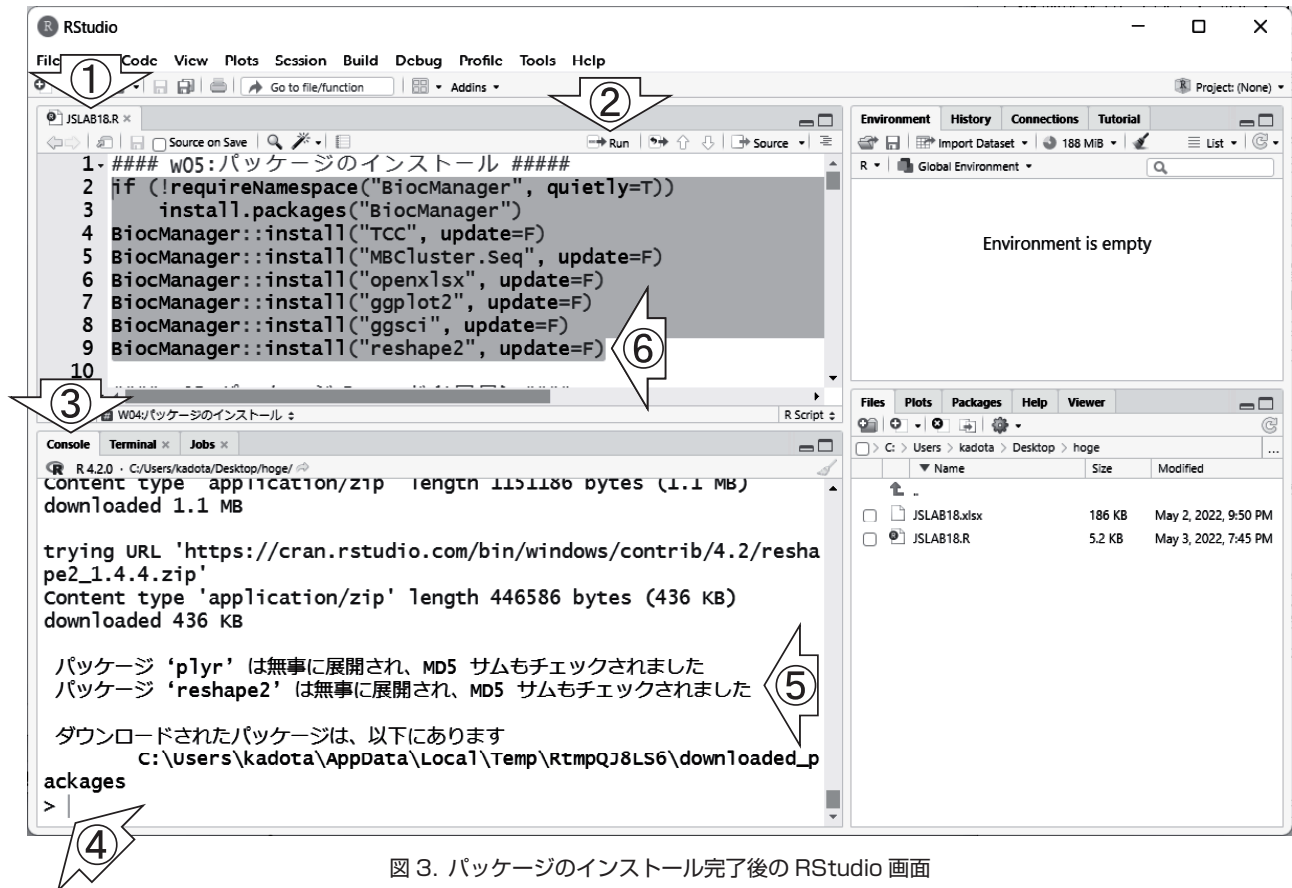 RStudio
File Code View Plots Session Build Debug Profile Tools Help
① Go to file/function Addins Project: (None)
②
JSLAB18.R
Source on Save Run Source
1 #### W05:パッケージのインストール #####
2 if (!requireNamespace("BiocManager", quietly=T))
3 install.packages("BiocManager")
4 BiocManager::install("TCC", update=F)
5 BiocManager::install("MBCluster.Seq", update=F)
6 BiocManager::install("openxlsx", update=F)
7 BiocManager::install("ggplot2", update=F)
8 BiocManager::install("ggsci", update=F)
9 BiocManager::install("reshape2", update=F)
⑥
10
③
W04:パッケージのインストール R Script
Console Terminal Jobs
R 4.2.0 · C:/Users/kadota/Desktop/hoge/
Content type 'application/zip' length 1151186 bytes (1.1 MB)
downloaded 1.1 MB
trying URL 'https://cran.rstudio.com/bin/windows/contrib/4.2/resha
pe2_1.4.4.zip'
Content type 'application/zip' length 446586 bytes (436 KB)
downloaded 436 KB
パッケージ ‘plyr’ は無事に展開され、MD5 サムもチェックされました
パッケージ ‘reshape2’ は無事に展開され、MD5 サムもチェックされました
⑤
ダウンロードされたパッケージは、以下にあります
C:\Users\kadota\AppData\Local\Temp\RtmpQJ8LS6\downloaded_p
ackages
>
④
Environment History Connections Tutorial
Import Dataset 188 MiB List
R Global Environment
Environment is empty
Files Plots Packages Help Viewer
C: > Users > kadota > Desktop > hoge ...
Name Size Modified
..
JSLAB18.xlsx 186 KB May 2, 2022, 9:50 PM
JSLAB18.R 5.2 KB May 3, 2022, 7:45 PM
図 3. パッケージのインストール完了後の RStudio 画面